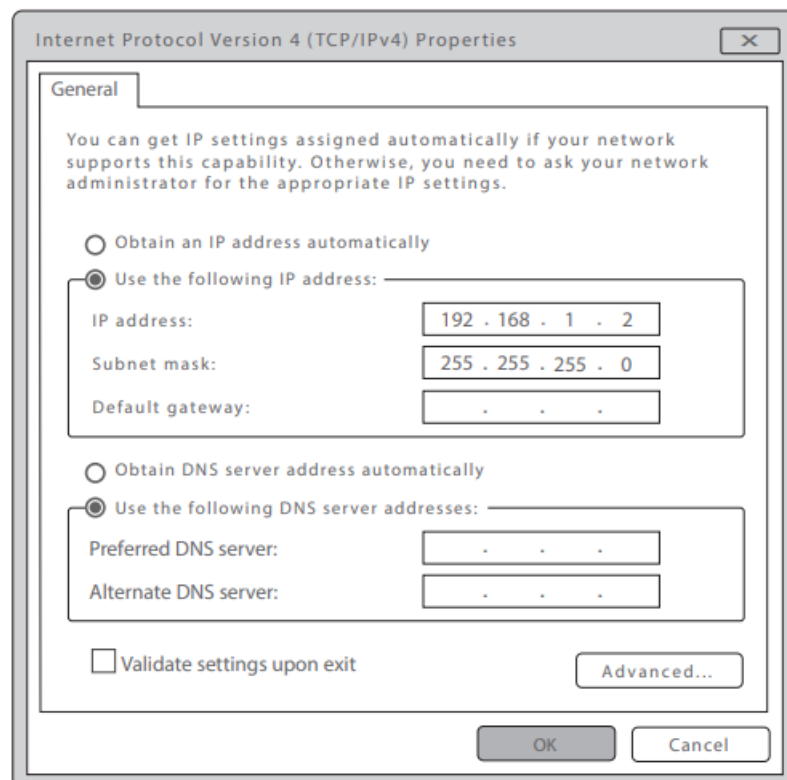 Internet Protocol Version 4 (TCP/IPv4) Properties
General
You can get IP settings assigned automatically if your network
supports this capability. Otherwise, you need to ask your network
administrator for the appropriate IP settings.
Obtain an IP address automatically
Use the following IP address:
IP address: 192 . 168 . 1 . 2
Subnet mask: 255 . 255 . 255 . 0
Default gateway: . . .
Obtain DNS server address automatically
Use the following DNS server addresses:
Preferred DNS server: . . .
Alternate DNS server: . . .
Validate settings upon exit
Advanced...
OK Cancel